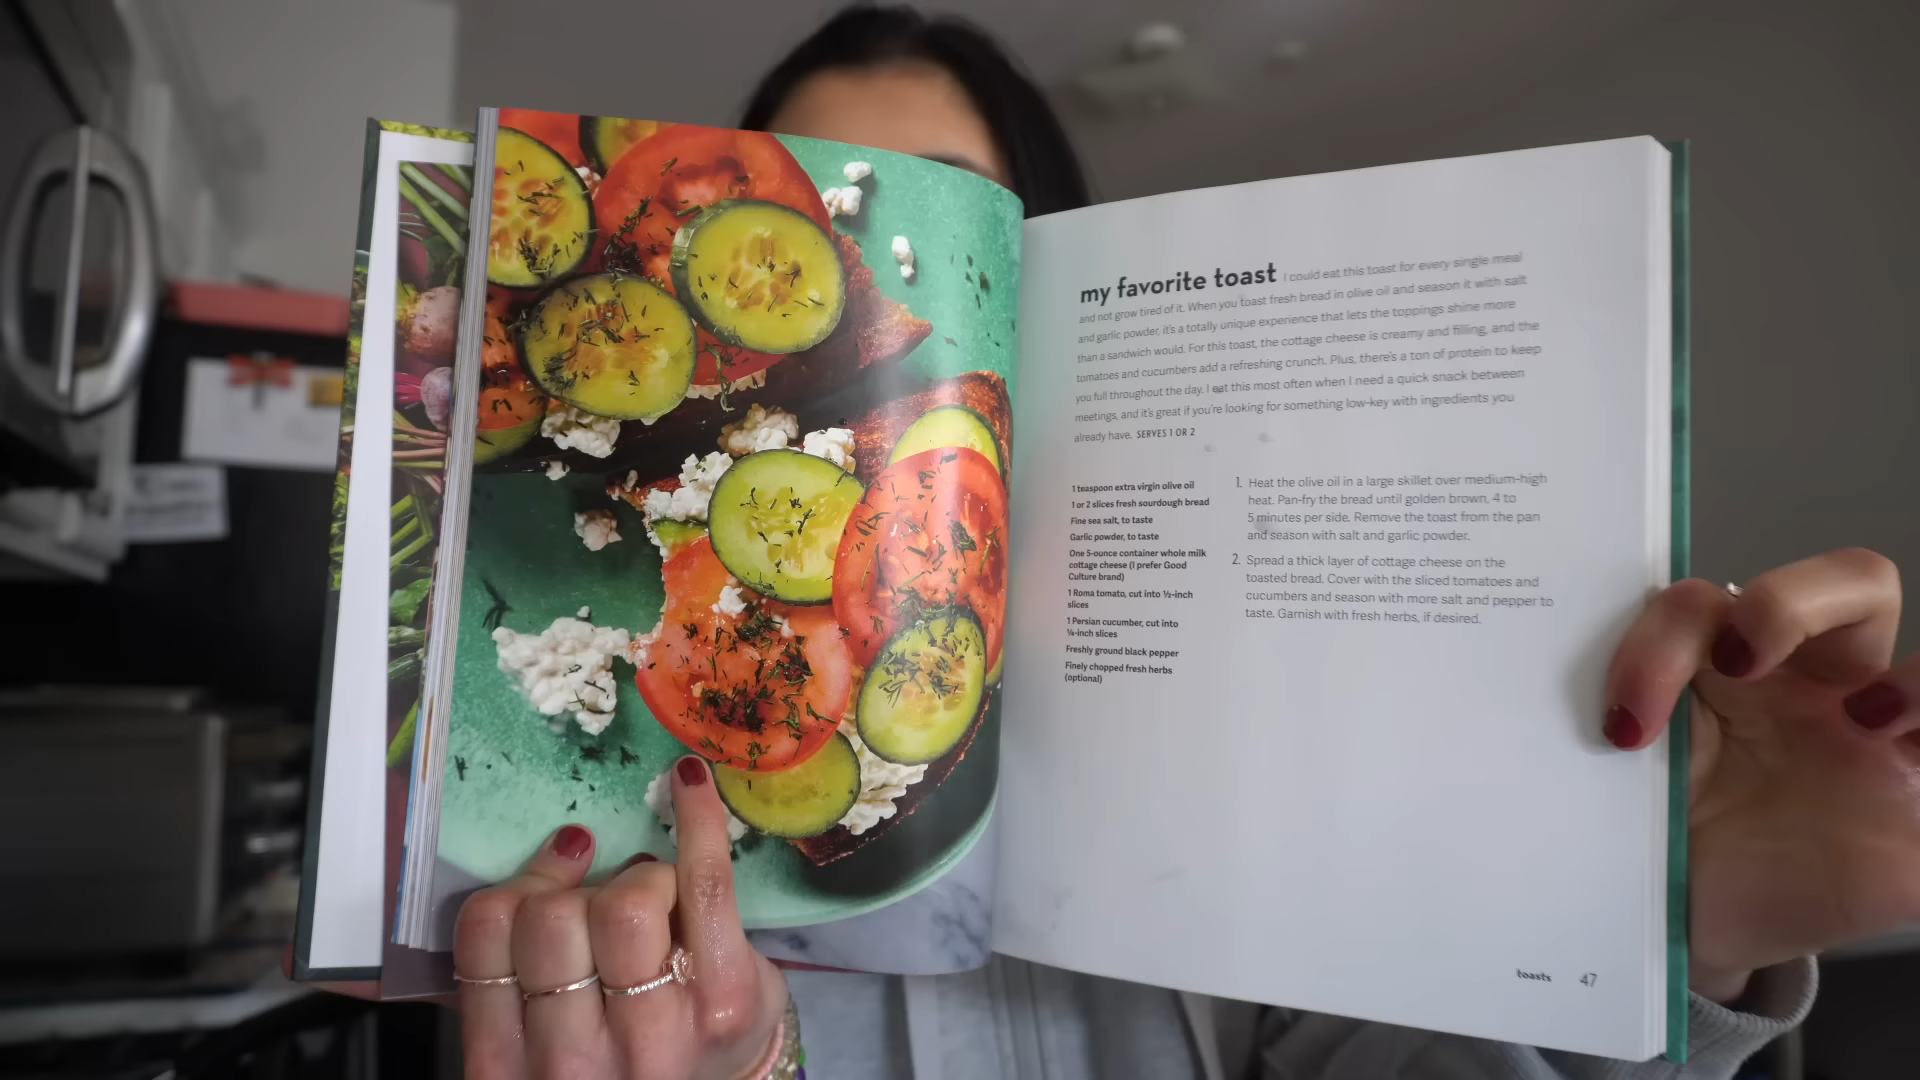 my favorite toast I could eat this toast for every single meal
and not grow tired of it. When you toast fresh bread in olive oil and season it with salt
and garlic powder, it's a totally unique experience that lets the toppings shine more
than a sandwich would. For this toast, the cottage cheese is creamy and filling, and the
tomatoes and cucumbers add a refreshing crunch. Plus, there's a ton of protein to keep
you full throughout the day. I eat this most often when I need a quick snack between
meetings, and it's great if you're looking for something low-key with ingredients you
already have. SERVES 1 OR 2
1 teaspoon extra virgin olive oil
1 or 2 slices fresh sourdough bread
Fine sea salt, to taste
Garlic powder, to taste
One 5-ounce container whole milk
cottage cheese (I prefer Good
Culture brand)
1 Roma tomato, cut into ½-inch
slices
1 Persian cucumber, cut into
¼-inch slices
Freshly ground black pepper
Finely chopped fresh herbs
(optional)
1. Heat the olive oil in a large skillet over medium-high
heat. Pan-fry the bread until golden brown, 4 to
5 minutes per side. Remove the toast from the pan
and season with salt and garlic powder.
2. Spread a thick layer of cottage cheese on the
toasted bread. Cover with the sliced tomatoes and
cucumbers and season with more salt and pepper to
taste. Garnish with fresh herbs, if desired.
toasts 47